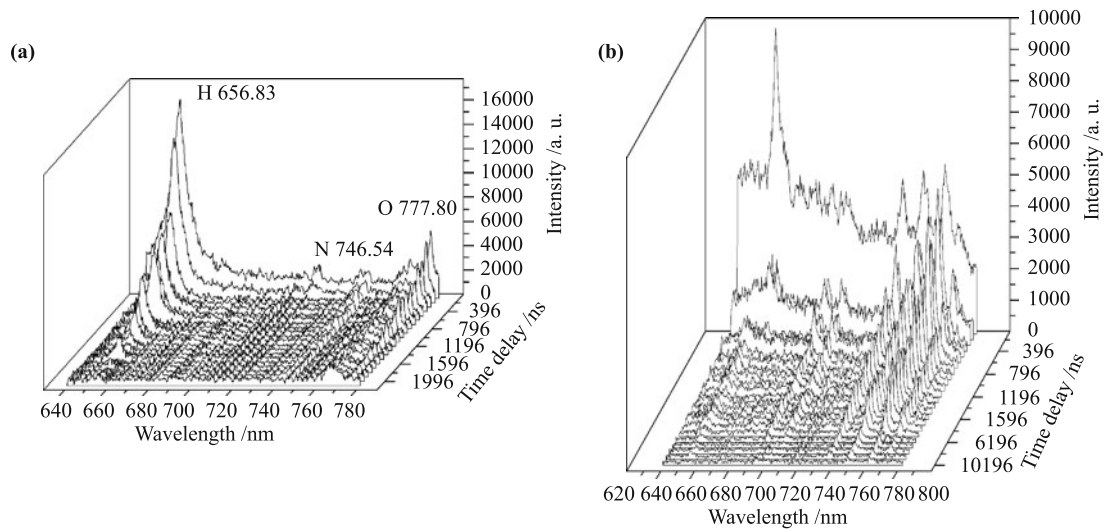 (a)
H 656.83
O 777.80
N 746.54
16000
14000
12000
10000
8000
6000
4000
2000
0
Intensity /a. u.
396
796
1196
1596
1996
Time delay /ns
640 660 680 700 720 740 760 780
Wavelength /nm
(b)
10000
9000
8000
7000
6000
5000
4000
3000
2000
1000
0
Intensity /a. u.
396
796
1196
1596
6196
10196
Time delay /ns
620 640 660 680 700 720 740 760 780 800
Wavelength /nm